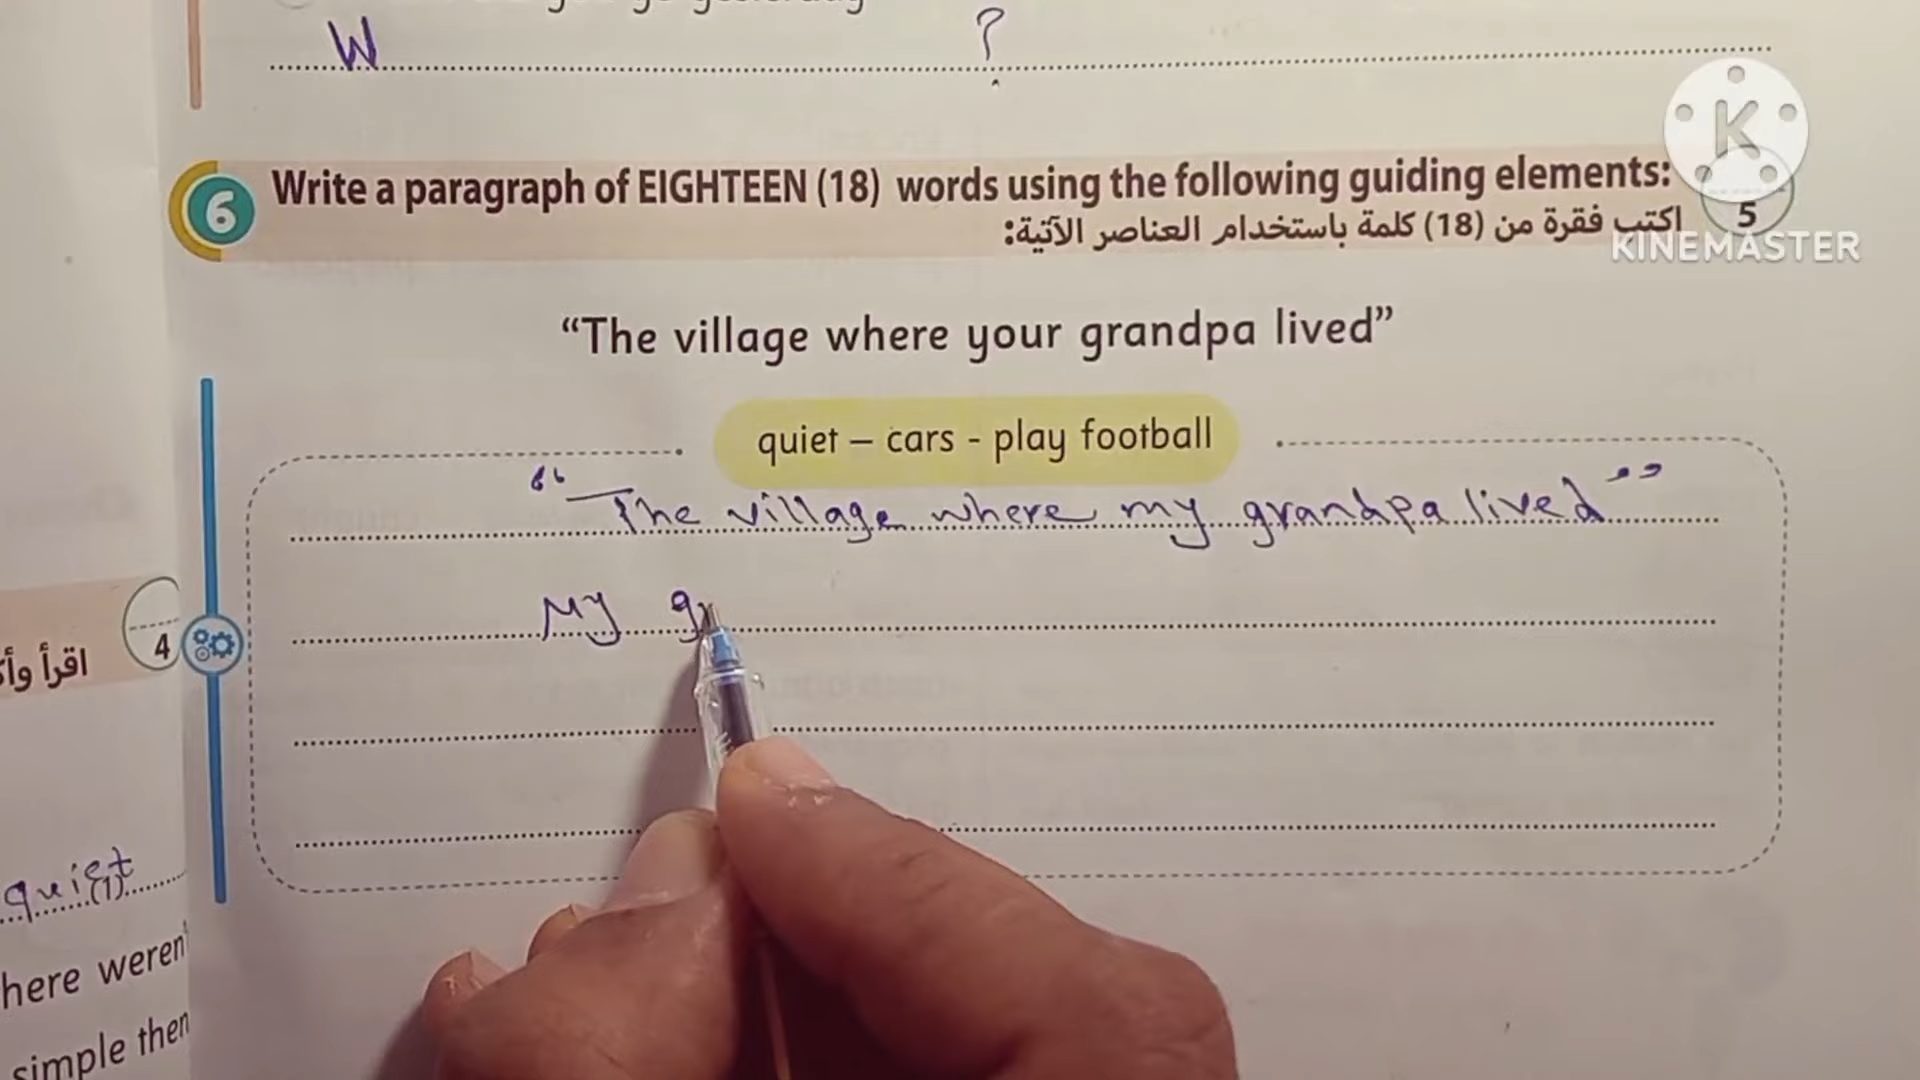 yesterday
W ?
K
5
KINEMASTER
6 Write a paragraph of EIGHTEEN (18) words using the following guiding elements:
اكتب فقرة من (18) كلمة باستخدام العناصر الآتية:
“The village where your grandpa lived”
quiet – cars - play football
“ The village where my grandpa lived ”
My
4
اقرأ
quiet (1)
here weren't
simple then